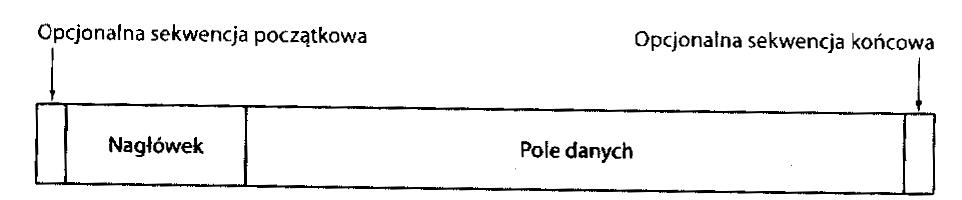 Opcjonalna sekwencja początkowa
Opcjonalna sekwencja końcowa
Nagłówek
Pole danych